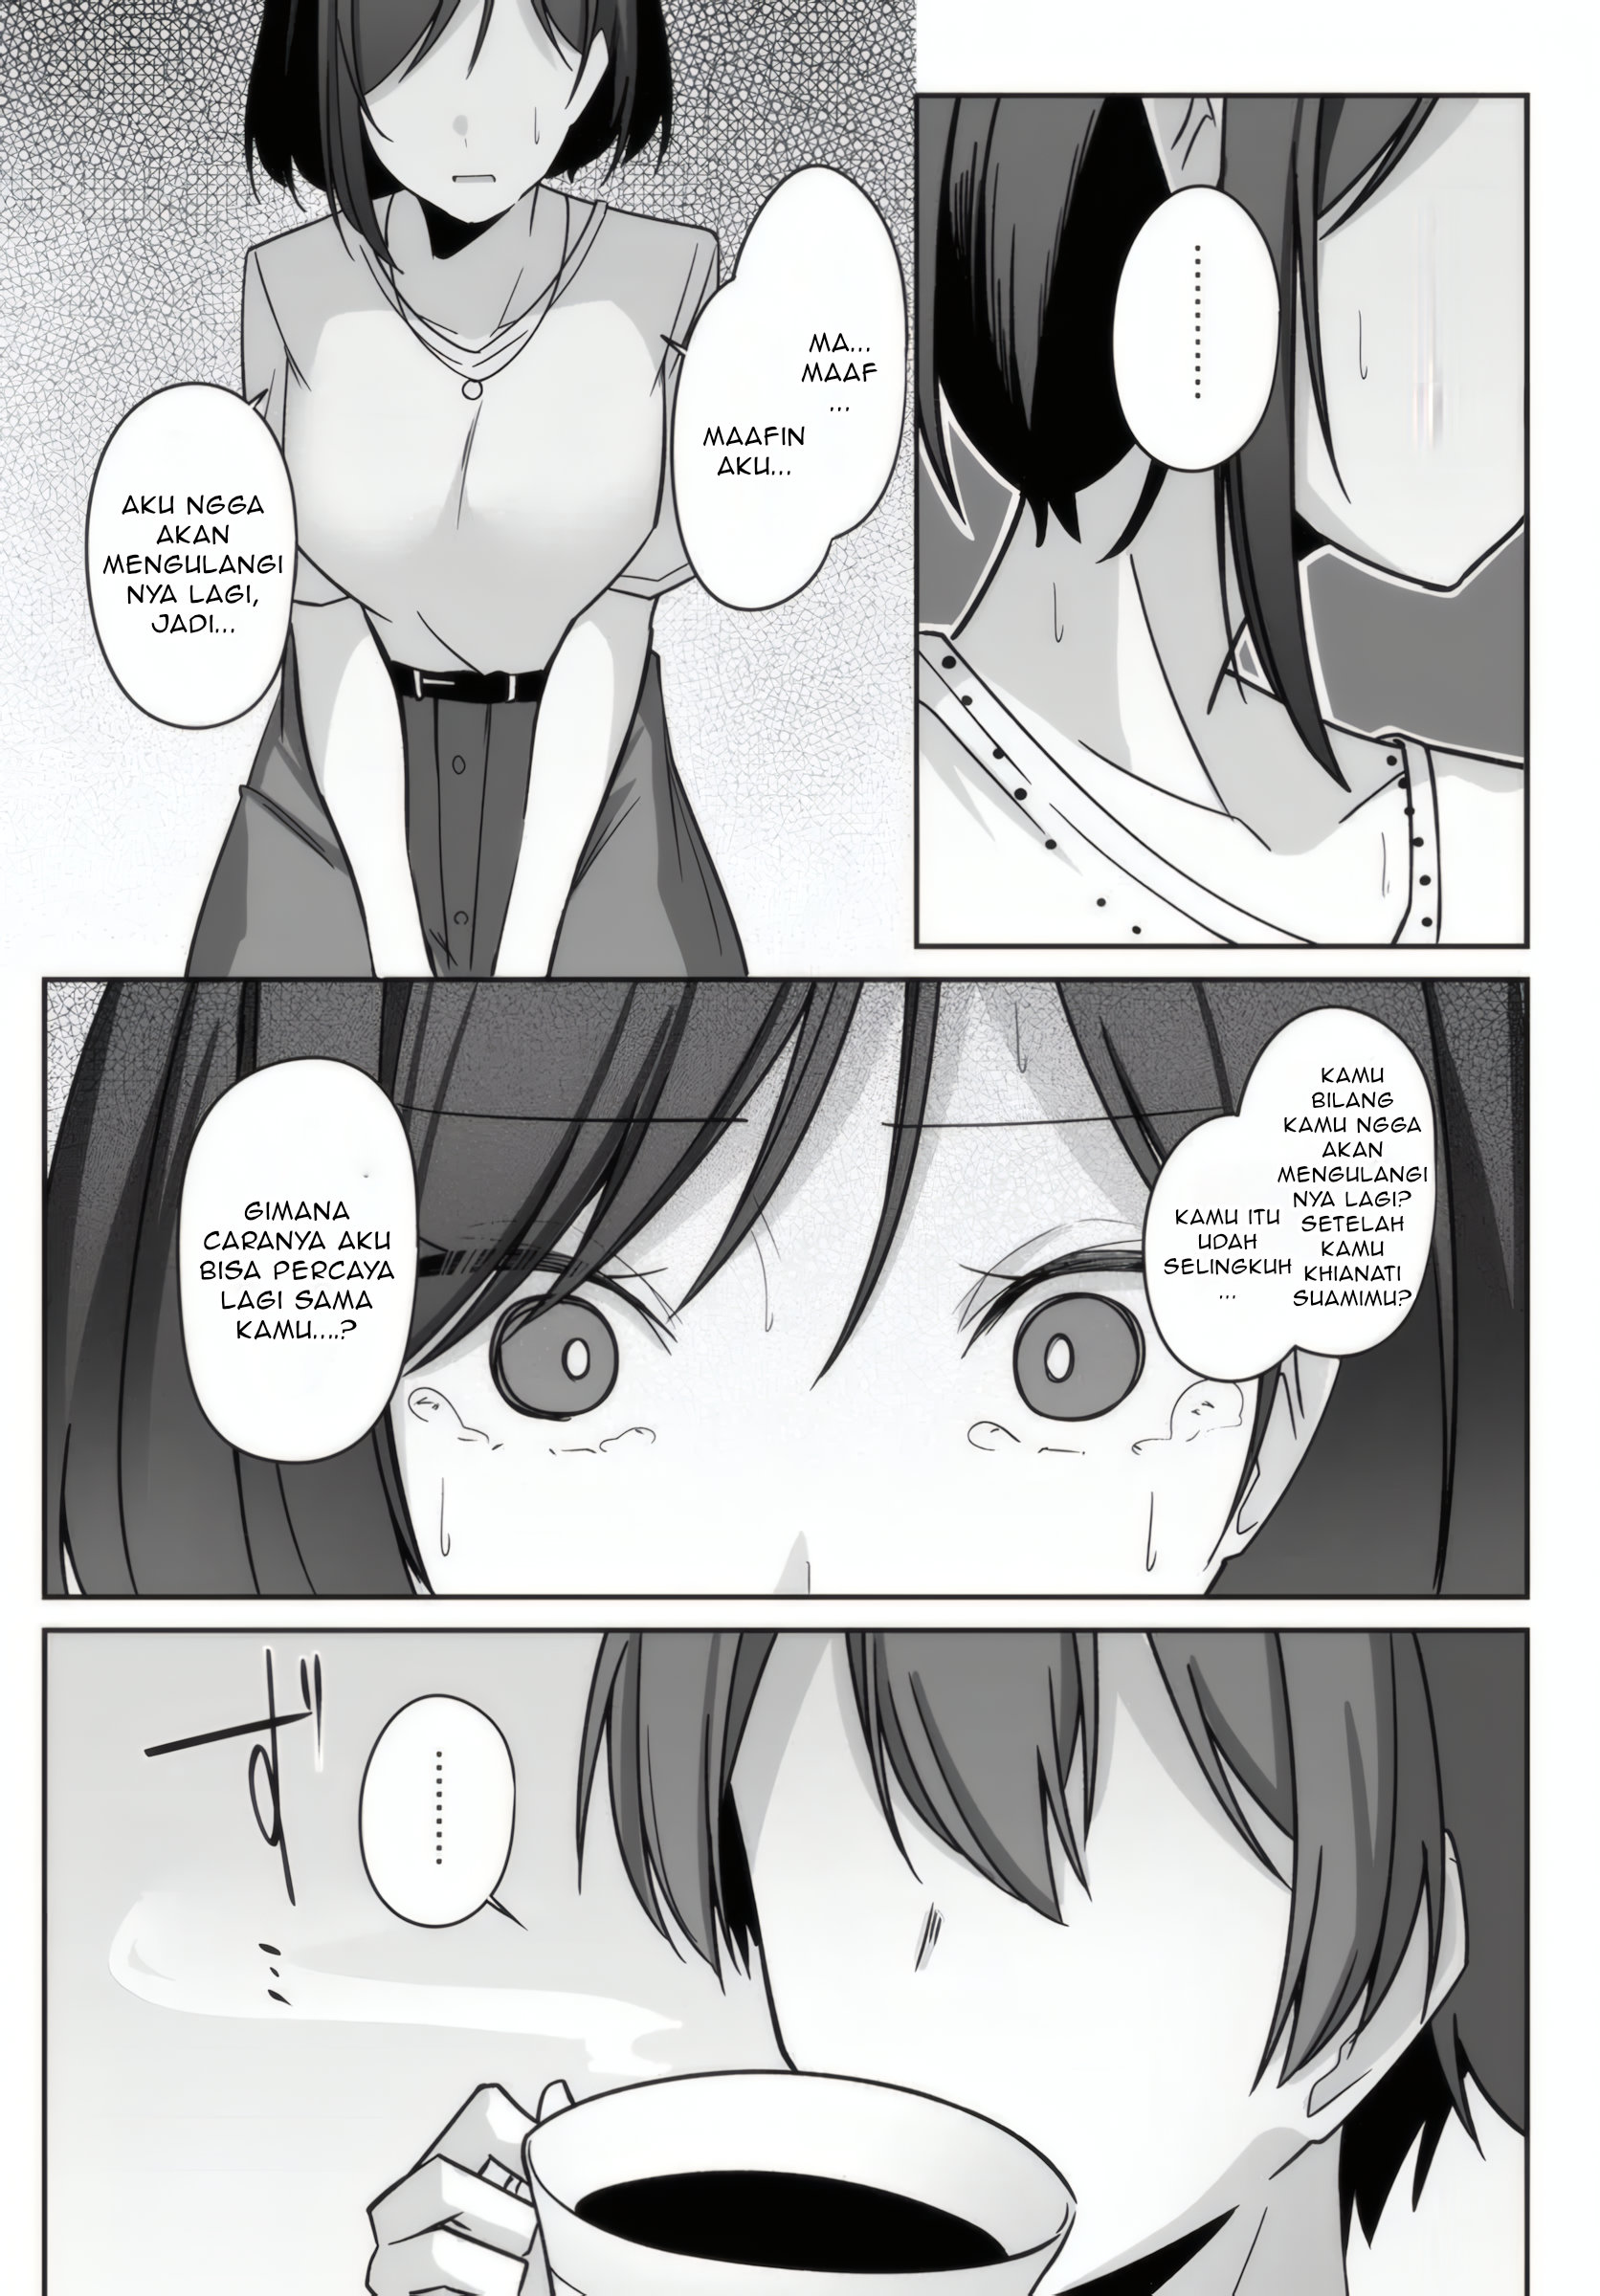 ………
MA...
MAAF
...
MAAFIN
AKU...
AKU NGGA
AKAN
MENGULANGI
NYA LAGI,
JADI...
KAMU
BILANG
KAMU NGGA
AKAN
MENGULANGI
NYA LAGI?
SETELAH
KAMU
KHIANATI
SUAMIMU?
KAMU ITU
UDAH
SELINGKUH
...
GIMANA
CARANYA AKU
BISA PERCAYA
LAGI SAMA
KAMU....?
………
ず…